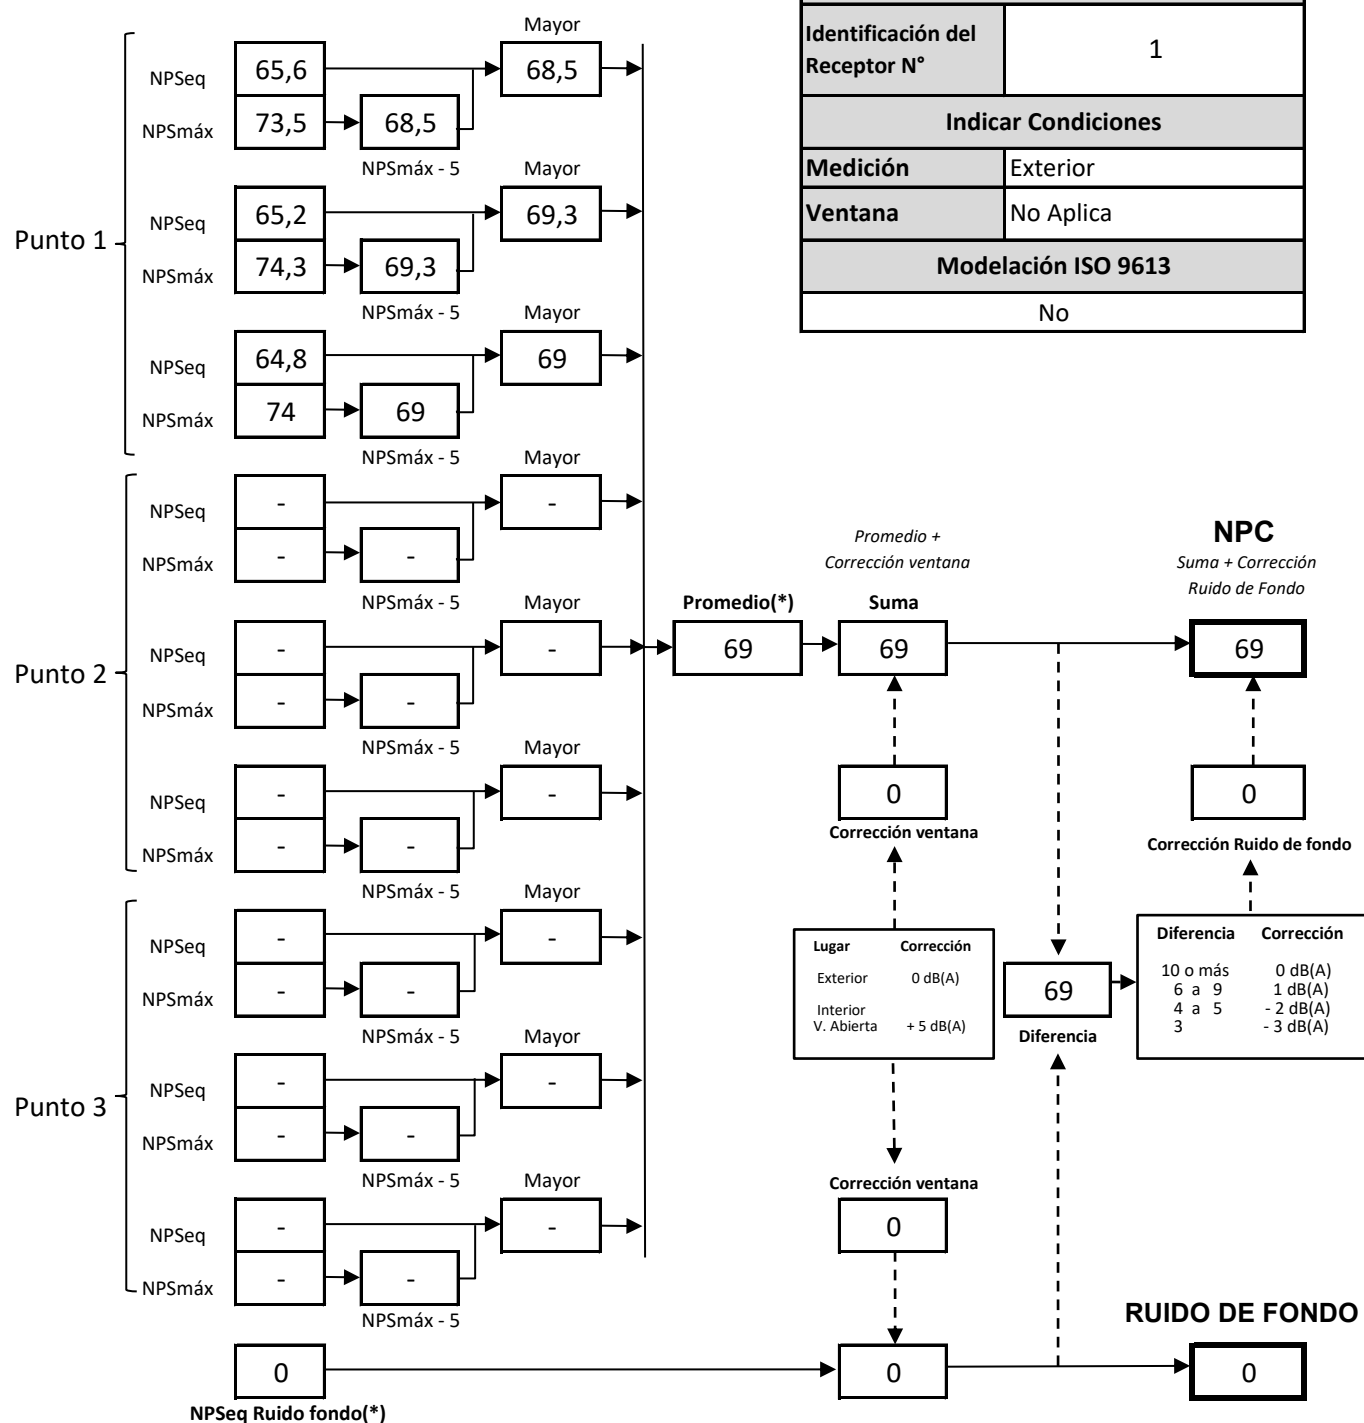 Identificación del
Receptor N°
1
Indicar Condiciones
Medición
Exterior
Ventana
No Aplica
Modelación ISO 9613
No
Punto 1
Mayor
NPSeq
65,6
68,5
NPSmáx
73,5
68,5
NPSmáx - 5
Mayor
NPSeq
65,2
69,3
NPSmáx
74,3
69,3
NPSmáx - 5
Mayor
NPSeq
64,8
69
NPSmáx
74
69
NPSmáx - 5
Punto 2
Mayor
NPSeq
-
-
NPSmáx
-
-
NPSmáx - 5
Mayor
NPSeq
-
-
NPSmáx
-
-
NPSmáx - 5
Mayor
NPSeq
-
-
NPSmáx
-
-
NPSmáx - 5
Punto 3
Mayor
NPSeq
-
-
NPSmáx
-
-
NPSmáx - 5
Mayor
NPSeq
-
-
NPSmáx
-
-
NPSmáx - 5
Mayor
NPSeq
-
-
NPSmáx
-
-
NPSmáx - 5
0
NPSeq Ruido fondo(*)
Promedio(*)
69
Promedio +
Corrección ventana
Suma
69
0
Corrección ventana
Lugar Corrección
Exterior 0 dB(A)
Interior
V. Abierta + 5 dB(A)
Corrección ventana
0
0
69
Diferencia
NPC
Suma + Corrección
Ruido de Fondo
69
0
Corrección Ruido de fondo
Diferencia Corrección
10 o más 0 dB(A)
6 a 9 1 dB(A)
4 a 5 - 2 dB(A)
3 - 3 dB(A)
RUIDO DE FONDO
0